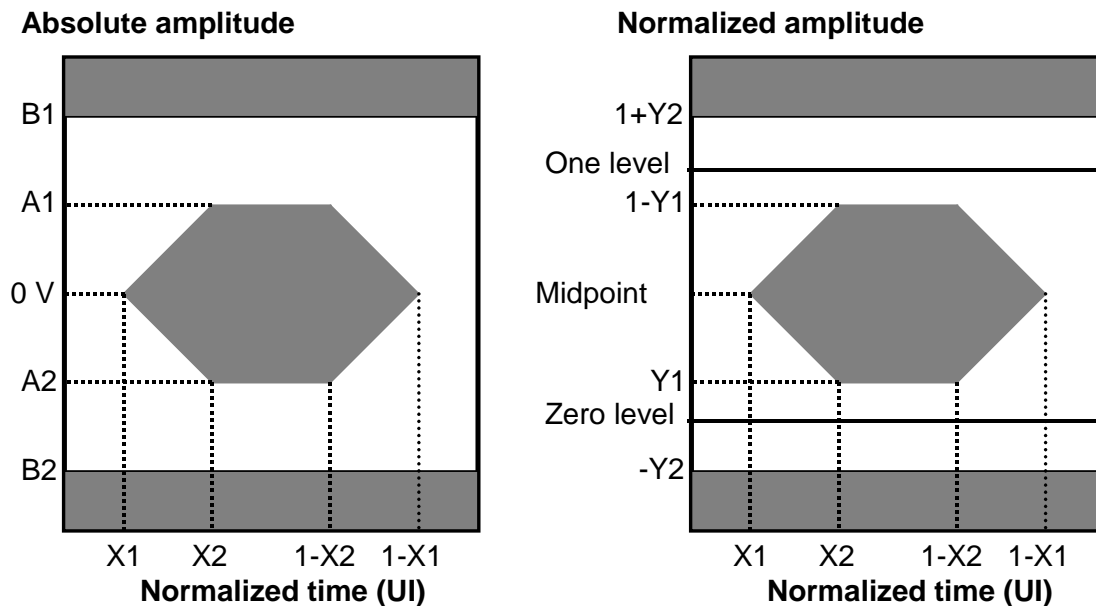 Absolute amplitude
B1
A1
0 V
A2
B2
X1 X2 1-X2 1-X1
Normalized time (UI)
Normalized amplitude
1+Y2
One level
1-Y1
Midpoint
Y1
Zero level
-Y2
X1 X2 1-X2 1-X1
Normalized time (UI)